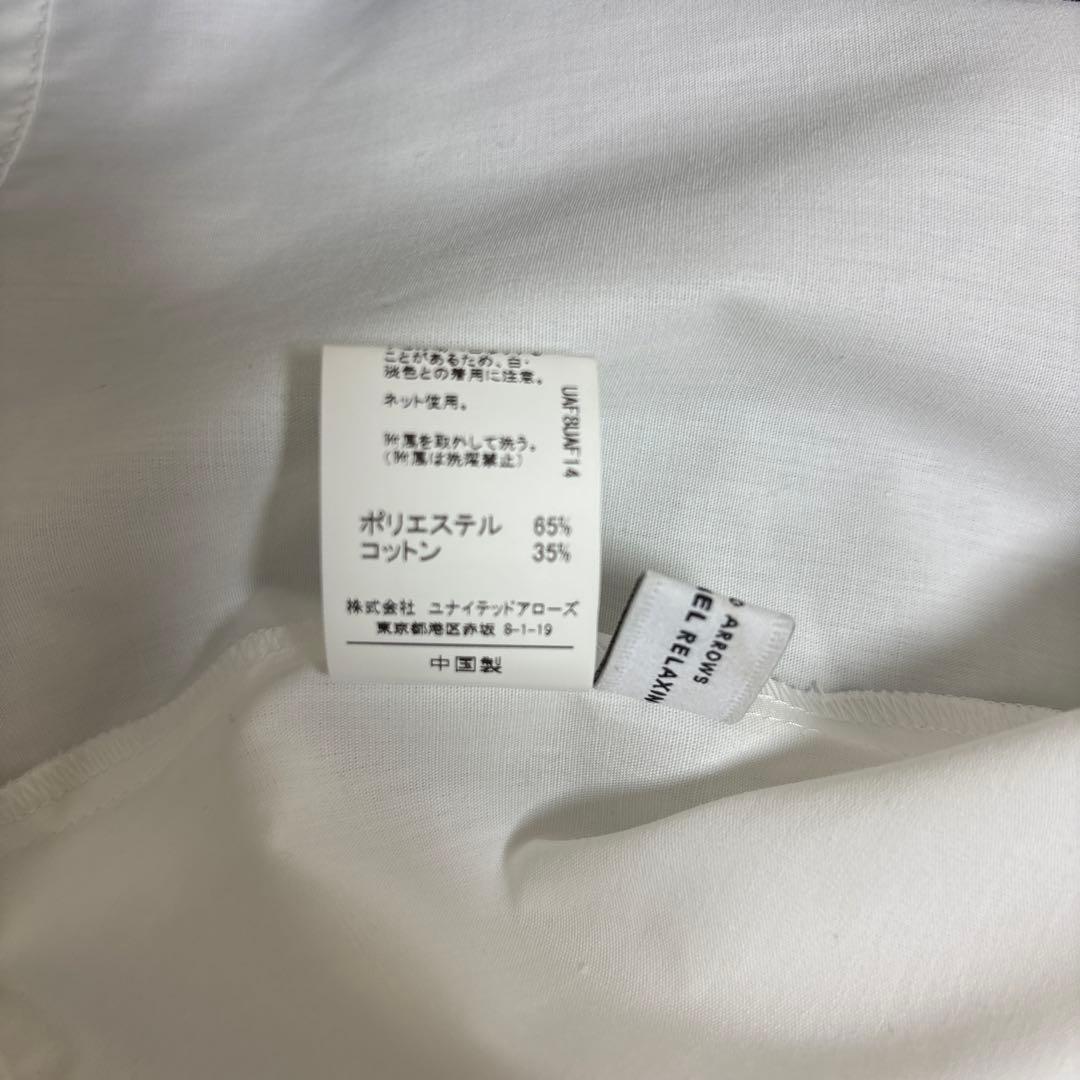 ことがあるため、白・
淡色との着用に注意。
ネット使用。
附属を取外して洗う。
(附属は洗濯禁止)
UAF8UAF14
ポリエステル 65%
コットン 35%
株式会社 ユナイテッドアローズ
東京都港区赤坂 8-1-19
中国製
D ARROWS
EL RELAXIN